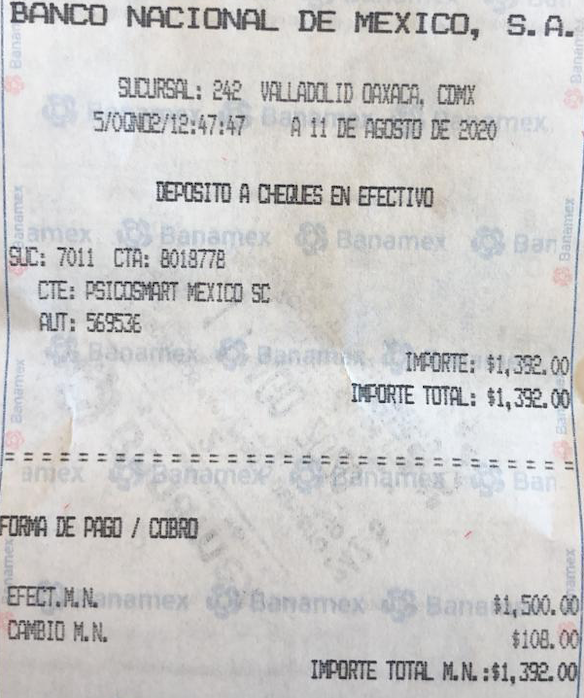 BANCO NACIONAL DE MEXICO, S.A.
SUCURSAL: 242 VALLADOLID OAXACA, CDMX
5/OGNO2/12:47:47 A 11 DE AGOSTO DE 2020
DEPOSITO A CHEQUES EN EFECTIVO
SUC: 7011 CTA: 8018778
CTE: PSICOSMART MEXICO SC
AUT: 569536
IMPORTE: $1,392.00
IMPORTE TOTAL: $1,392.00
FORMA DE PAGO / COBRO
EFECT.M.N. $1,500.00
CAMBIO M.N. $108.00
IMPORTE TOTAL M.N.:$1,392.00